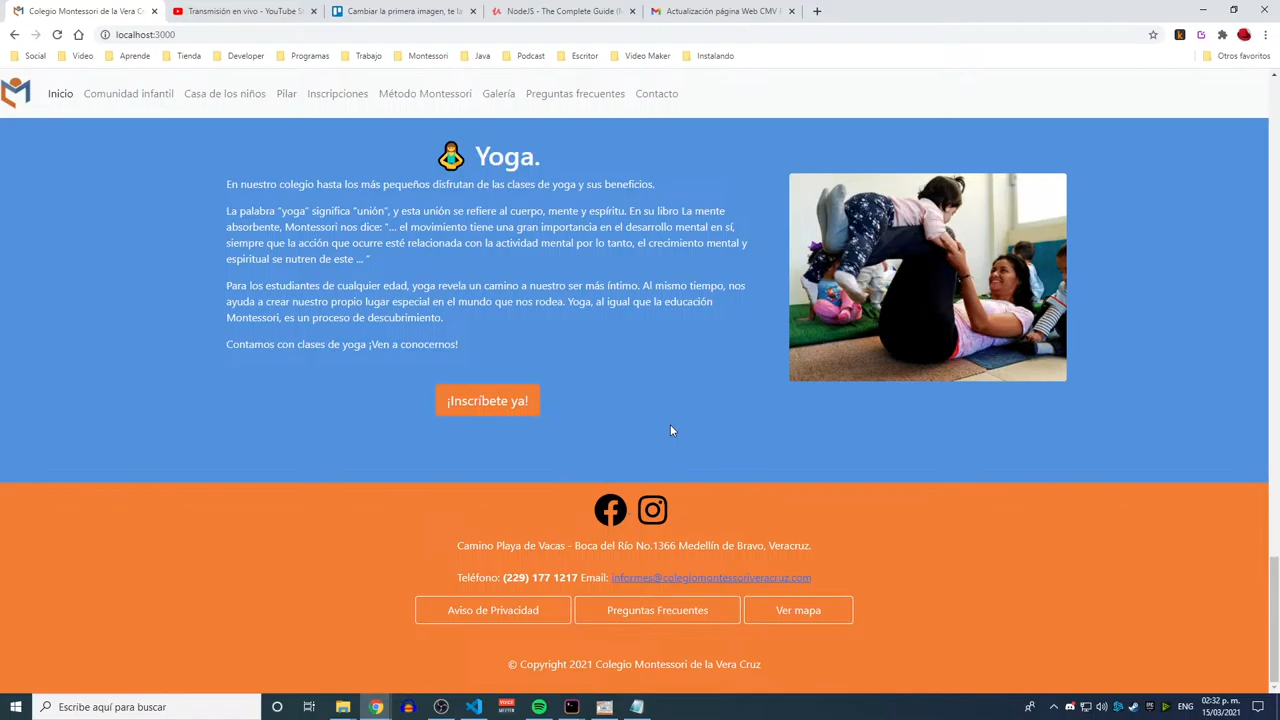 Colegio Montessori de la Vera C
Transmisión en vivo - YouTube S
Cambiar la primera imagen, te la
NodeJS - The Complete Guide (
Actualización página Web CMV
localhost:3000
Social
Video
Aprende
Tienda
Developer
Programas
Trabajo
Montessori
Java
Podcast
Escritor
Video Maker
Instalando
Otros favoritos
Inicio Comunidad infantil Casa de los niños Pilar Inscripciones Método Montessori Galería Preguntas frecuentes Contacto
Yoga.
En nuestro colegio hasta los más pequeños disfrutan de las clases de yoga y sus beneficios.
La palabra “yoga” significa “unión”, y esta unión se refiere al cuerpo, mente y espíritu. En su libro La mente
absorbente, Montessori nos dice: “... el movimiento tiene una gran importancia en el desarrollo mental en sí,
siempre que la acción que ocurre esté relacionada con la actividad mental por lo tanto, el crecimiento mental y
espiritual se nutren de este ... ”
Para los estudiantes de cualquier edad, yoga revela un camino a nuestro ser más íntimo. Al mismo tiempo, nos
ayuda a crear nuestro propio lugar especial en el mundo que nos rodea. Yoga, al igual que la educación
Montessori, es un proceso de descubrimiento.
Contamos con clases de yoga ¡Ven a conocernos!
¡Inscríbete ya!
Camino Playa de Vacas - Boca del Río No.1366 Medellín de Bravo, Veracruz.
Teléfono: (229) 177 1217 Email: informes@colegiomontessoriveracruz.com
Aviso de Privacidad
Preguntas Frecuentes
Ver mapa
© Copyright 2021 Colegio Montessori de la Vera Cruz
Escribe aquí para buscar
ENG
02:32 p. m.
15/03/2021